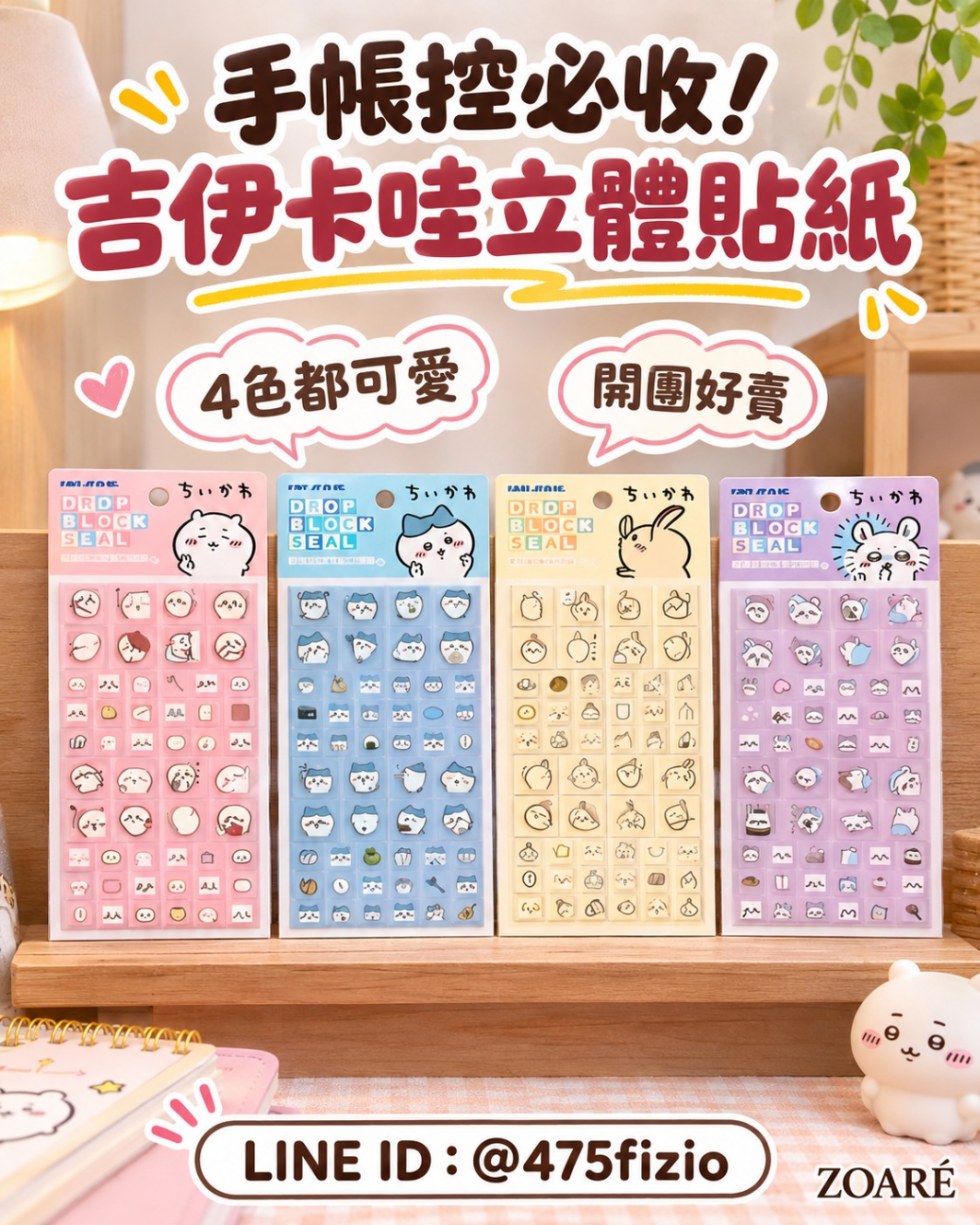 手帳控必收!
吉伊卡哇立體貼紙
4色都可愛
開團好賣
ちいかわ
DROP
BLOCK
SEAL
ちいかわ
DROP
BLOCK
SEAL
ちいかわ
DROP
BLOCK
SEAL
ちいかわ
DROP
BLOCK
SEAL
LINE ID：@475fizio
ZOARÉ